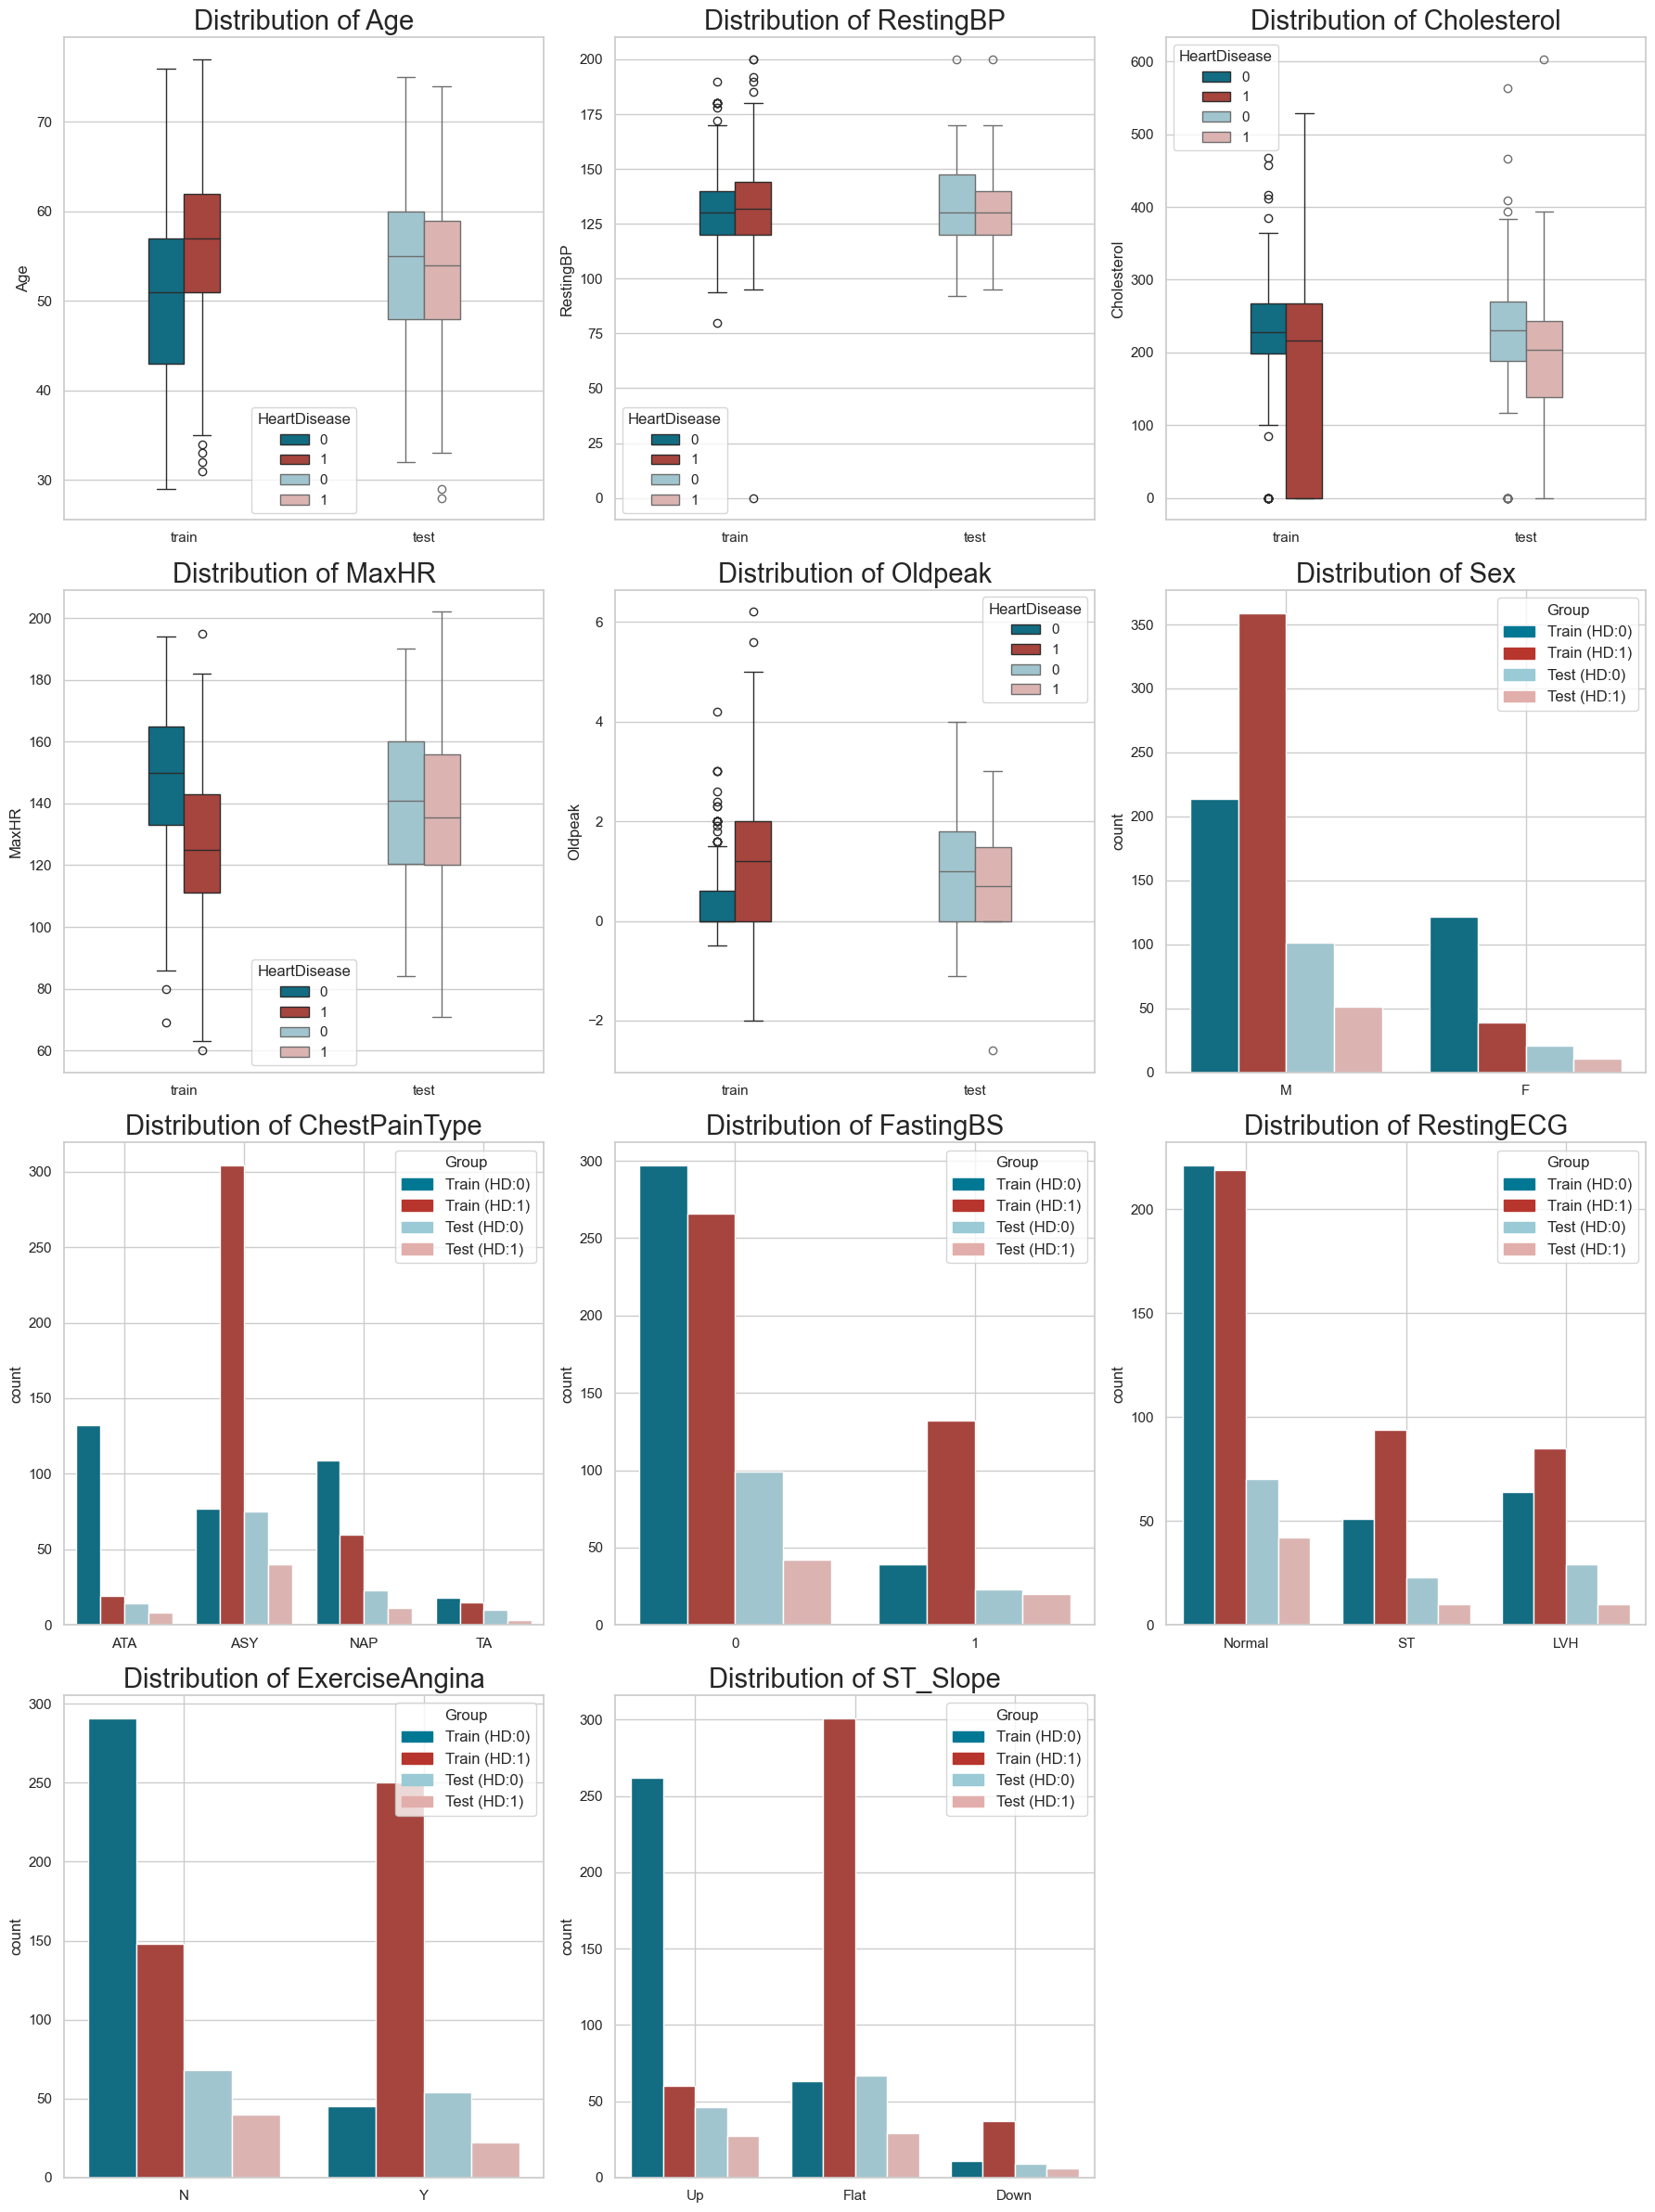 Distribution of Age
Age
70
60
50
40
30
HeartDisease
0
1
0
1
train
test
Distribution of RestingBP
RestingBP
200
175
150
125
100
75
50
25
0
HeartDisease
0
1
0
1
train
test
Distribution of Cholesterol
Cholesterol
600
500
400
300
200
100
0
HeartDisease
0
1
0
1
train
test
Distribution of MaxHR
MaxHR
200
180
160
140
120
100
80
60
HeartDisease
0
1
0
1
train
test
Distribution of Oldpeak
Oldpeak
6
4
2
0
−2
HeartDisease
0
1
0
1
train
test
Distribution of Sex
count
350
300
250
200
150
100
50
0
Group
Train (HD:0)
Train (HD:1)
Test (HD:0)
Test (HD:1)
M
F
Distribution of ChestPainType
count
300
250
200
150
100
50
0
Group
Train (HD:0)
Train (HD:1)
Test (HD:0)
Test (HD:1)
ATA
ASY
NAP
TA
Distribution of FastingBS
count
300
250
200
150
100
50
0
Group
Train (HD:0)
Train (HD:1)
Test (HD:0)
Test (HD:1)
0
1
Distribution of RestingECG
count
200
150
100
50
0
Group
Train (HD:0)
Train (HD:1)
Test (HD:0)
Test (HD:1)
Normal
ST
LVH
Distribution of ExerciseAngina
count
300
250
200
150
100
50
0
Group
Train (HD:0)
Train (HD:1)
Test (HD:0)
Test (HD:1)
N
Y
Distribution of ST_Slope
count
300
250
200
150
100
50
0
Group
Train (HD:0)
Train (HD:1)
Test (HD:0)
Test (HD:1)
Up
Flat
Down